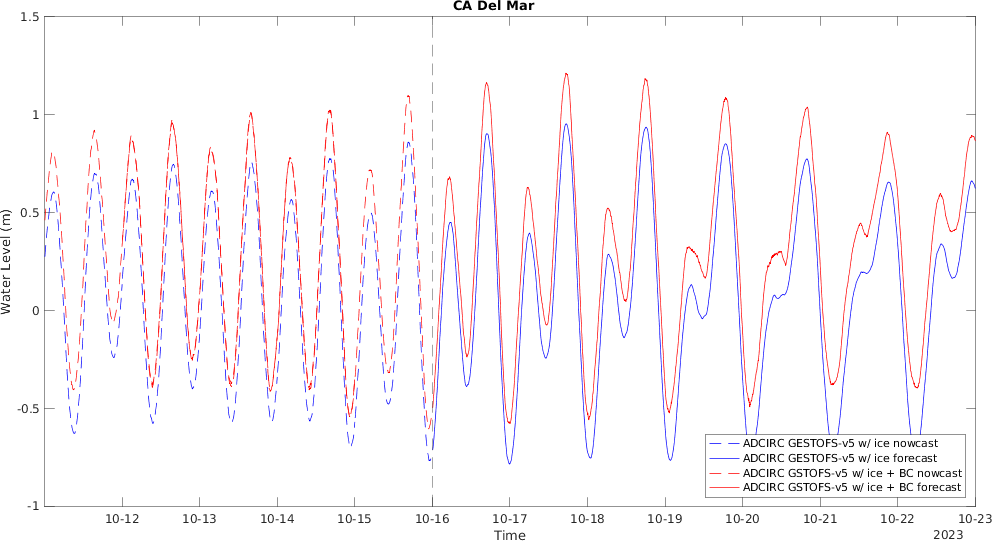 CA Del Mar
1.5
1
0.5
0
-0.5
-1
Water Level (m)
10-12
10-13
10-14
10-15
10-16
10-17
10-18
10-19
10-20
10-21
10-22
10-23
Time
2023
ADCIRC GESTOFS-v5 w/ ice nowcast
ADCIRC GESTOFS-v5 w/ ice forecast
ADCIRC GSTOFS-v5 w/ ice + BC nowcast
ADCIRC GSTOFS-v5 w/ ice + BC forecast